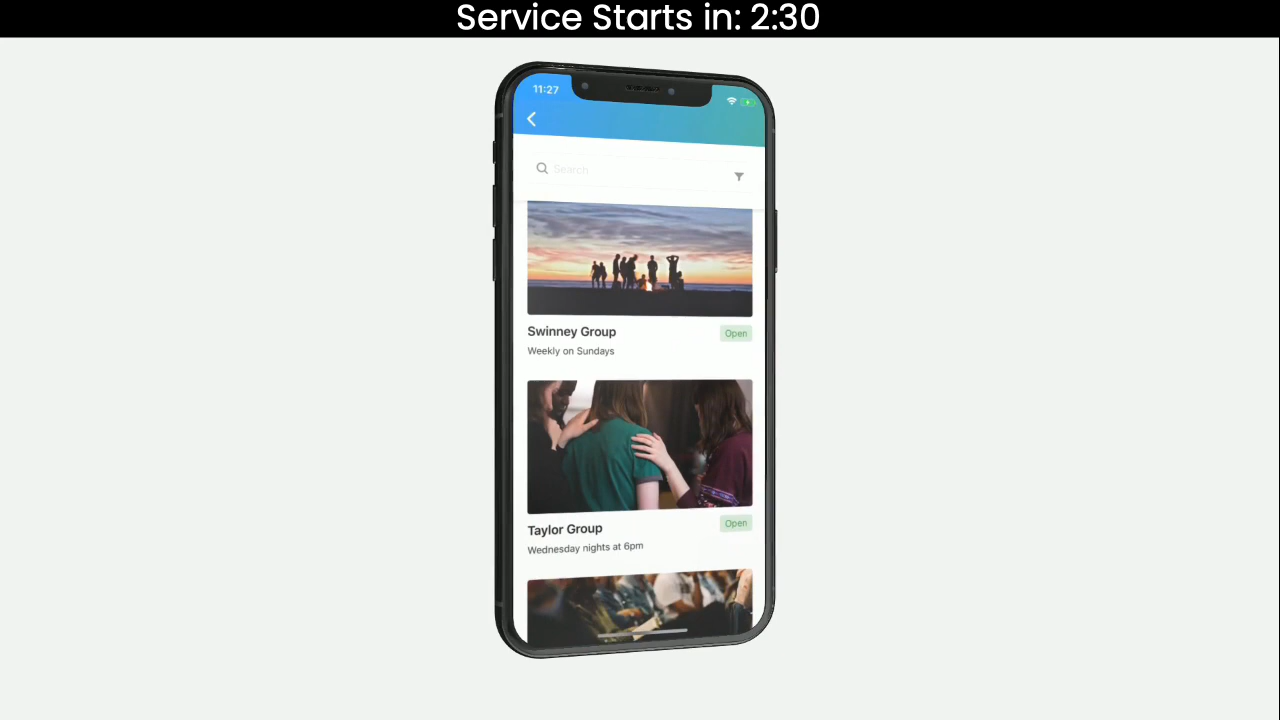 Service Starts in: 2:30
11:27
Search
Swinney Group
Open
Weekly on Sundays
Taylor Group
Open
Wednesday nights at 6pm